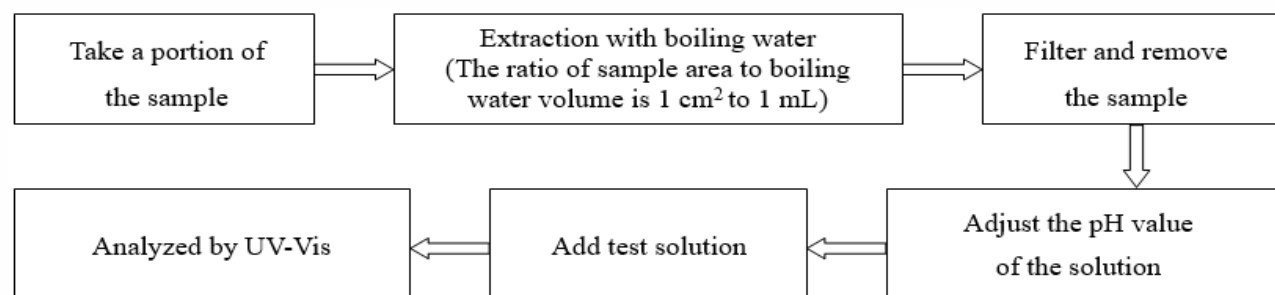 Take a portion of
the sample
Extraction with boiling water
(The ratio of sample area to boiling
water volume is 1 cm² to 1 mL)
Filter and remove
the sample
Adjust the pH value
of the solution
Add test solution
Analyzed by UV-Vis